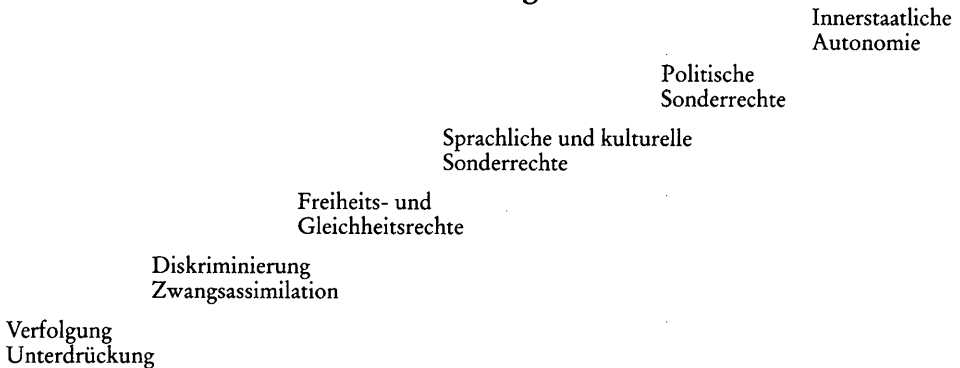 Innerstaatliche
Autonomie
Politische
Sonderrechte
Sprachliche und kulturelle
Sonderrechte
Freiheits- und
Gleichheitsrechte
Diskriminierung
Zwangsassimilation
Verfolgung
Unterdrückung